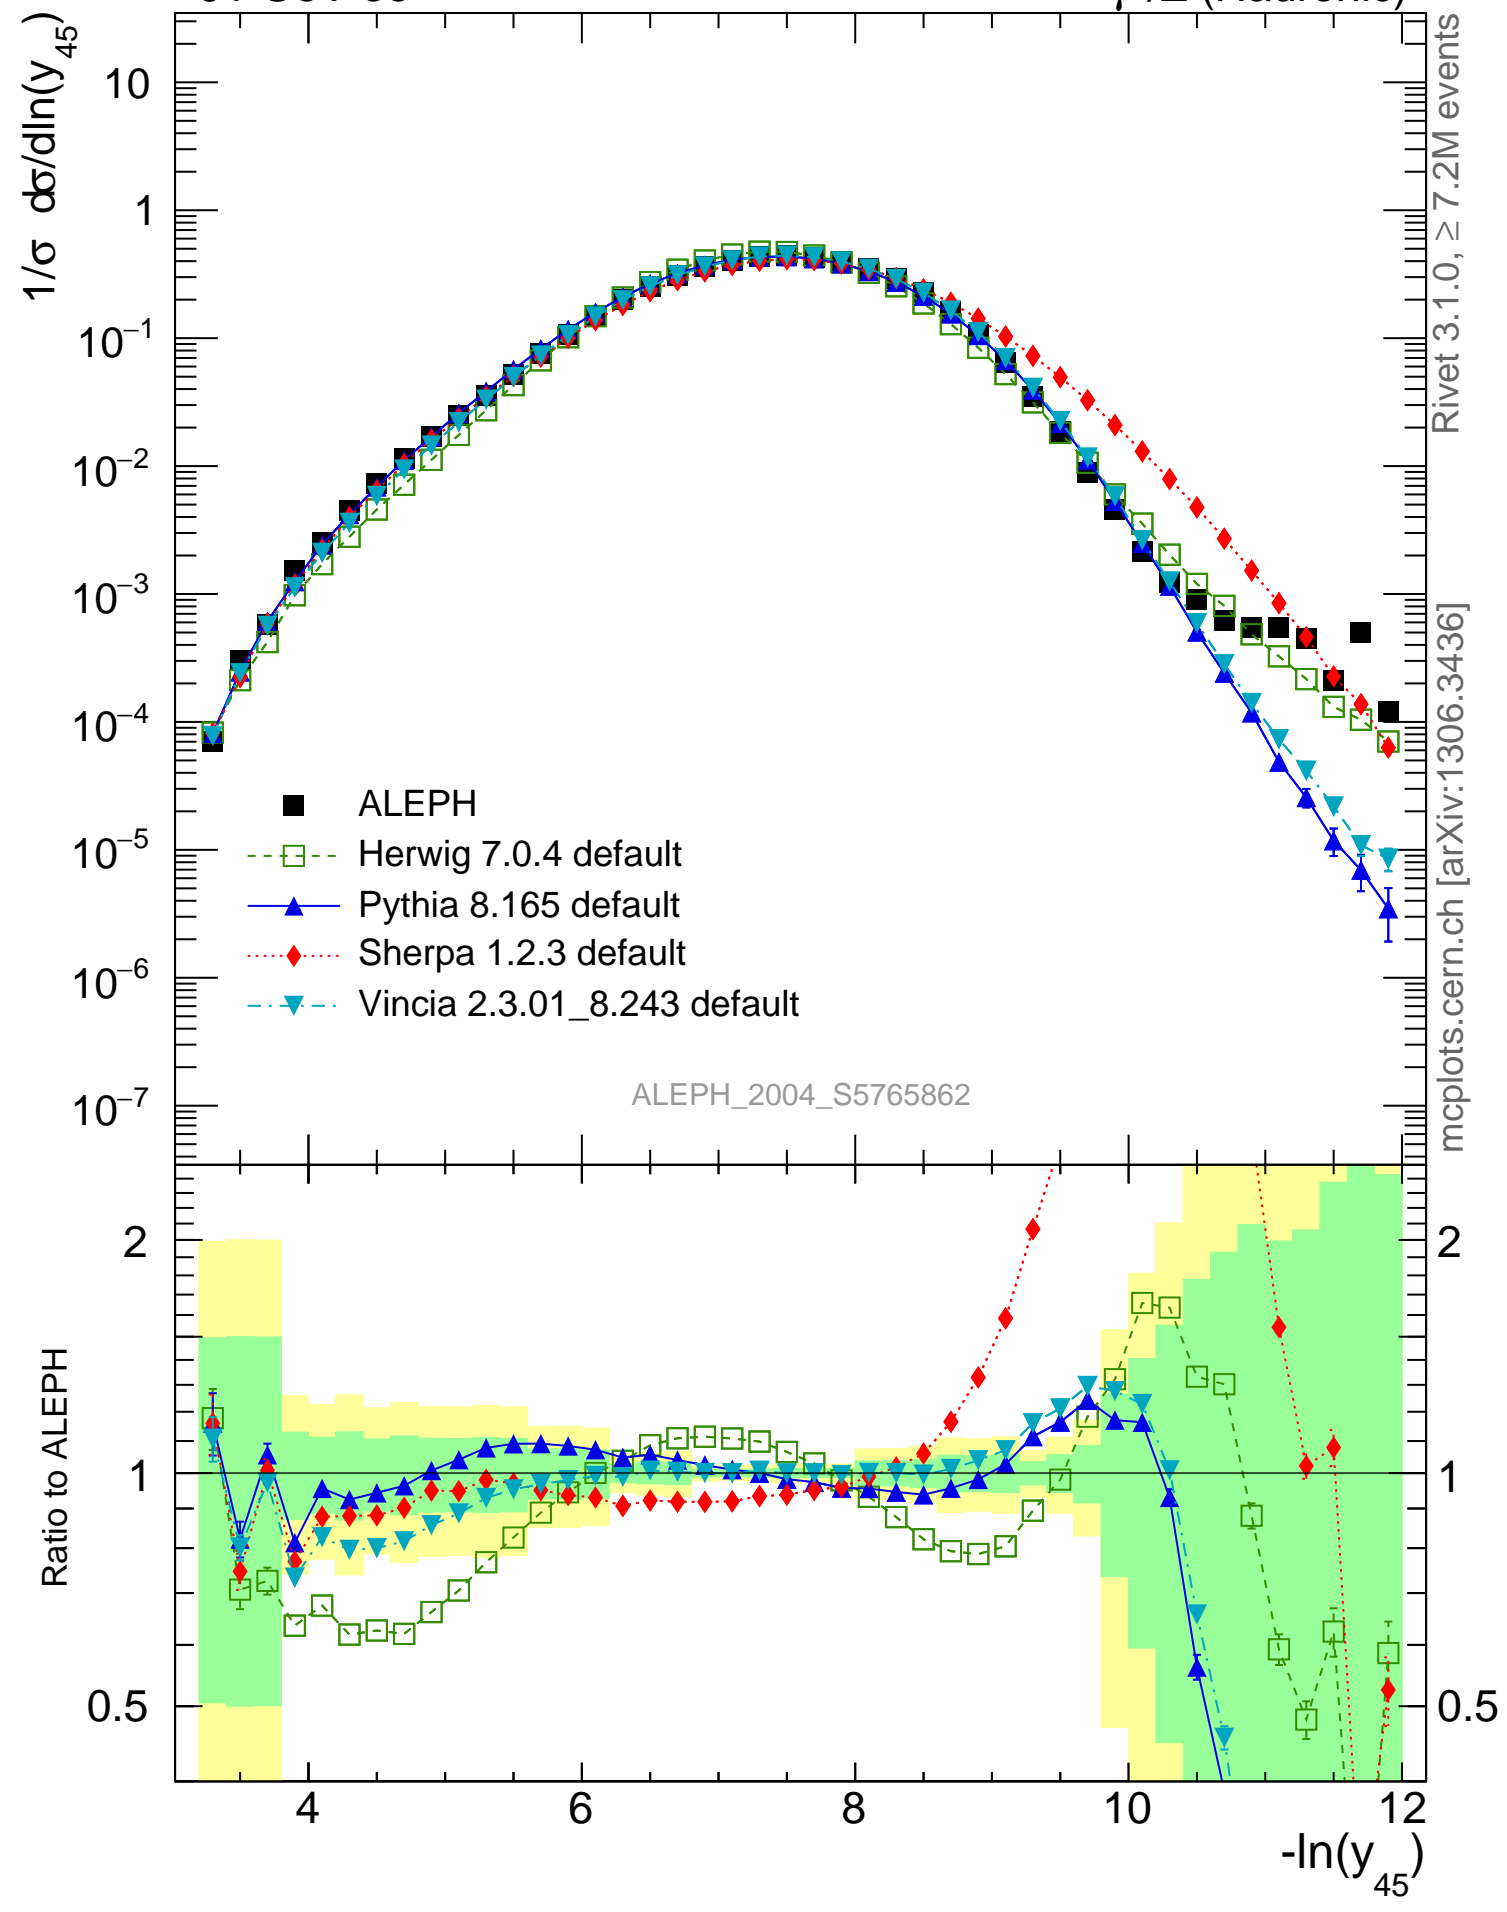 1/σ dσ/dln(y45)
10
1
10−1
10−2
10−3
10−4
10−5
10−6
10−7
ALEPH
Herwig 7.0.4 default
Pythia 8.165 default
Sherpa 1.2.3 default
Vincia 2.3.01_8.243 default
ALEPH_2004_S5765862
Rivet 3.1.0, ≥ 7.2M events
mcplots.cern.ch [arXiv:1306.3436]
Ratio to ALEPH
2
1
0.5
2
1
0.5
4 6 8 10 12
-ln(y45)